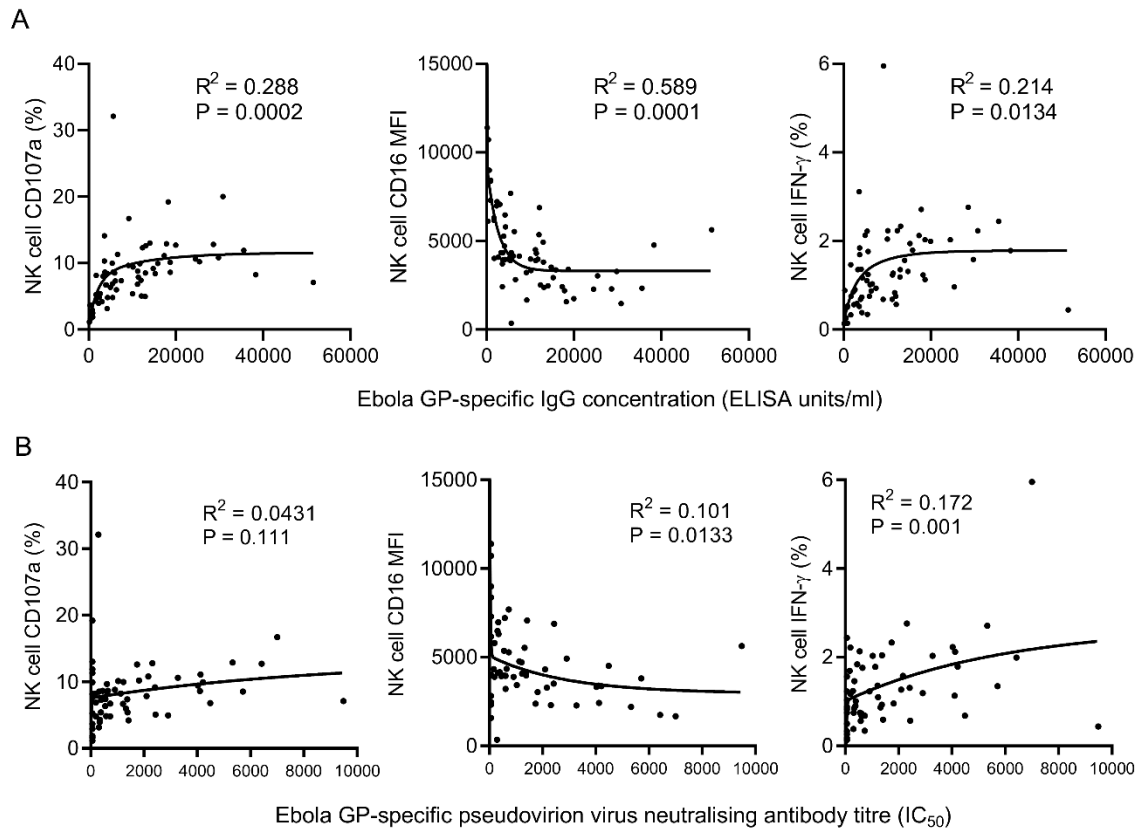 A
NK cell CD107a (%)
40
30
20
10
0
0 20000 40000 60000
R² = 0.288
P = 0.0002
NK cell CD16 MFI
15000
10000
5000
0
0 20000 40000 60000
R² = 0.589
P = 0.0001
NK cell IFN-γ (%)
6
4
2
0
0 20000 40000 60000
R² = 0.214
P = 0.0134
Ebola GP-specific IgG concentration (ELISA units/ml)
B
NK cell CD107a (%)
40
30
20
10
0
0 2000 4000 6000 8000 10000
R² = 0.0431
P = 0.111
NK cell CD16 MFI
15000
10000
5000
0
0 2000 4000 6000 8000 10000
R² = 0.101
P = 0.0133
NK cell IFN-γ (%)
6
4
2
0
0 2000 4000 6000 8000 10000
R² = 0.172
P = 0.001
Ebola GP-specific pseudovirion virus neutralising antibody titre (IC₅₀)